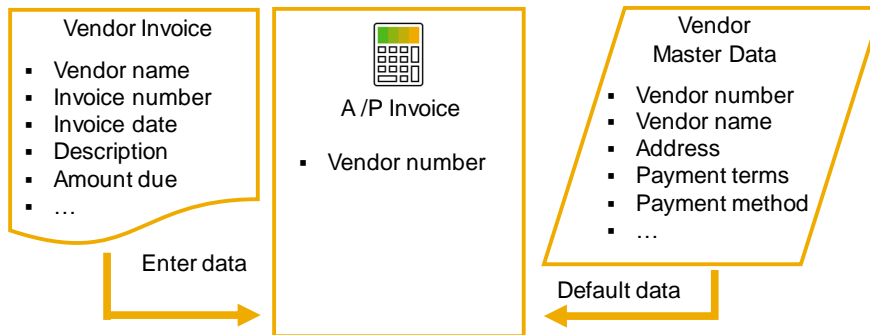 Vendor Invoice
▪ Vendor name
▪ Invoice number
▪ Invoice date
▪ Description
▪ Amount due
▪ …
Enter data
A /P Invoice
▪ Vendor number
Vendor
Master Data
▪ Vendor number
▪ Vendor name
▪ Address
▪ Payment terms
▪ Payment method
▪ …
Default data